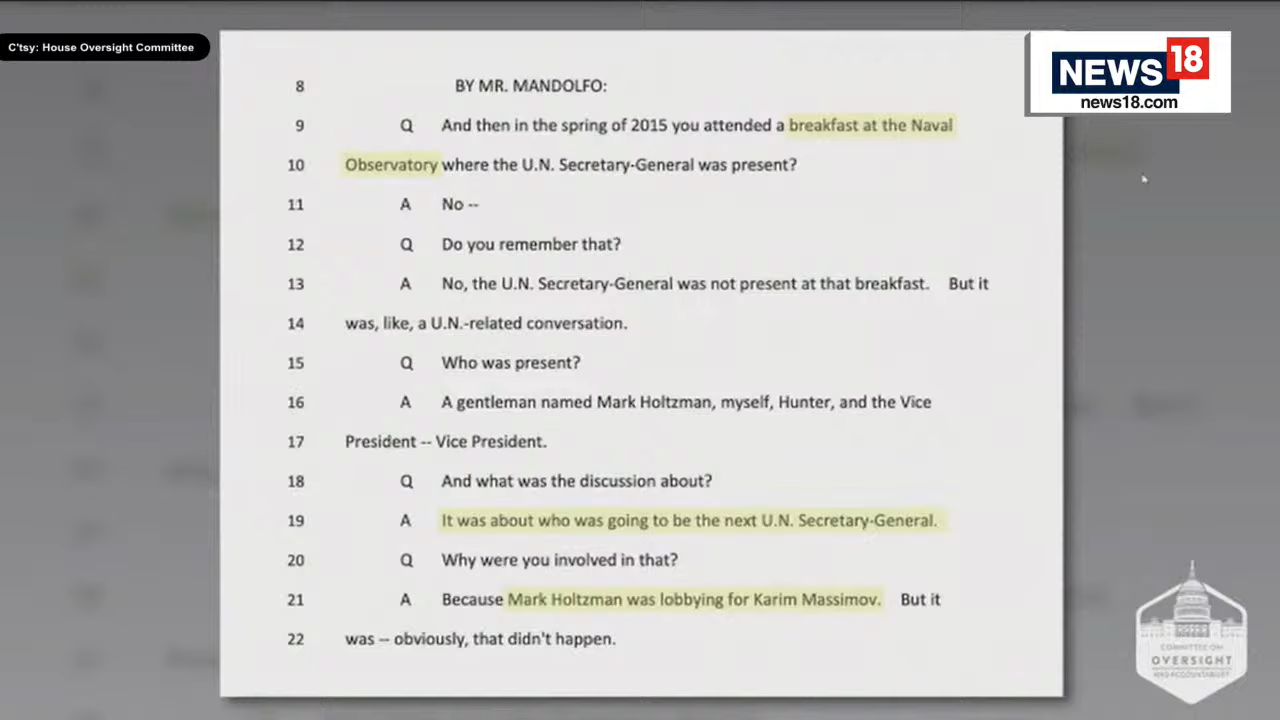 C'tsy: House Oversight Committee
NEWS 18
news18.com
8 BY MR. MANDOLFO:
9 Q And then in the spring of 2015 you attended a breakfast at the Naval
10 Observatory where the U.N. Secretary-General was present?
11 A No --
12 Q Do you remember that?
13 A No, the U.N. Secretary-General was not present at that breakfast. But it
14 was, like, a U.N.-related conversation.
15 Q Who was present?
16 A A gentleman named Mark Holtzman, myself, Hunter, and the Vice
17 President -- Vice President.
18 Q And what was the discussion about?
19 A It was about who was going to be the next U.N. Secretary-General.
20 Q Why were you involved in that?
21 A Because Mark Holtzman was lobbying for Karim Massimov. But it
22 was -- obviously, that didn't happen.
COMMITTEE ON
OVERSIGHT
AND ACCOUNTABILITY